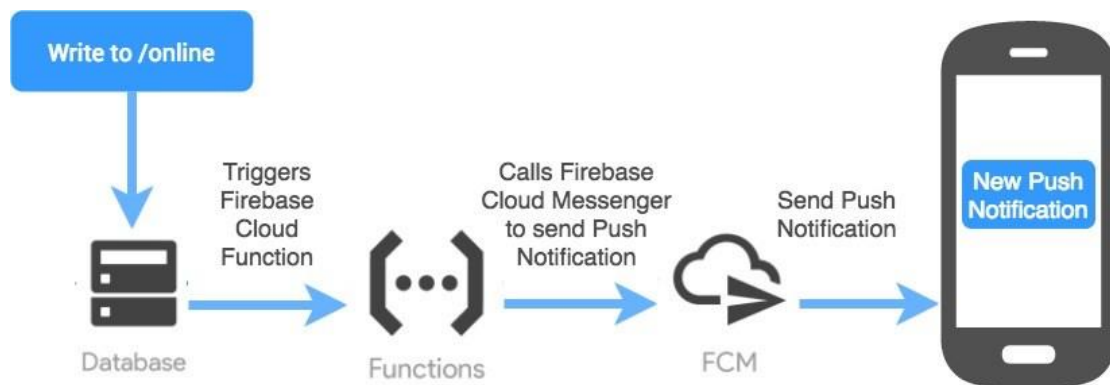 Write to /online
Triggers
Firebase
Cloud
Function
Calls Firebase
Cloud Messenger
to send Push
Notification
Send Push
Notification
New Push
Notification
Database
Functions
FCM